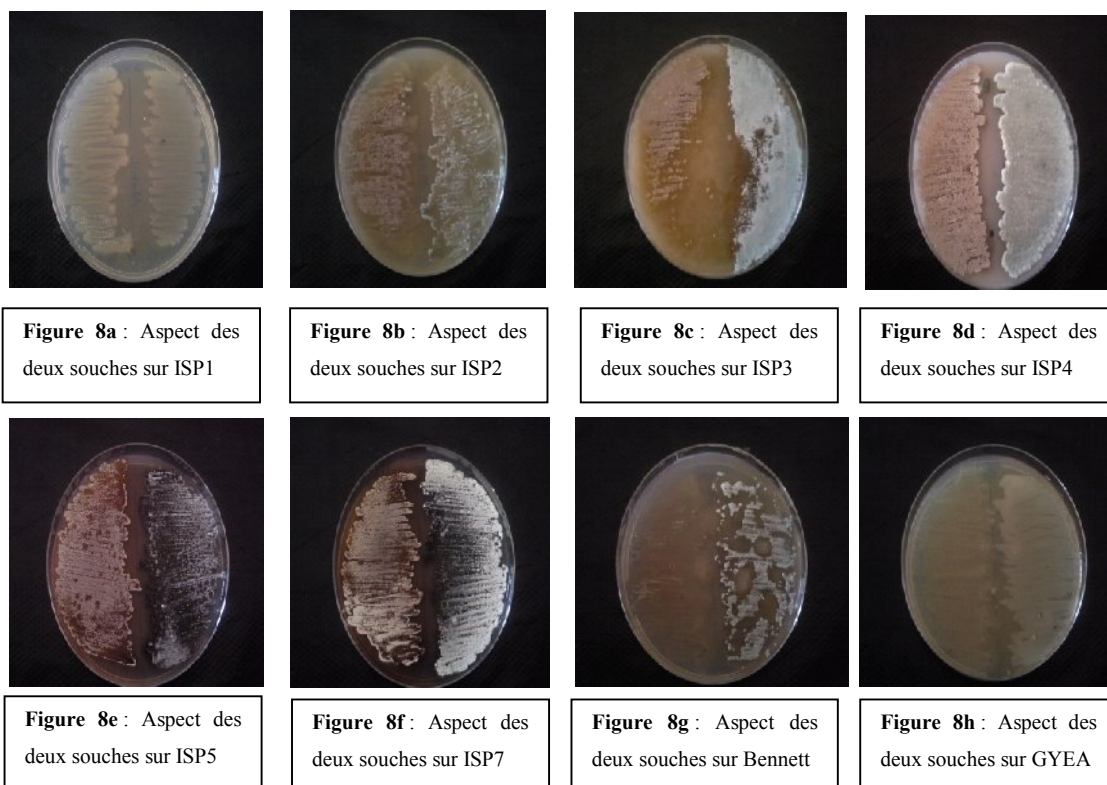 Figure 8a : Aspect des
deux souches sur ISP1
Figure 8b : Aspect des
deux souches sur ISP2
Figure 8c : Aspect des
deux souches sur ISP3
Figure 8d : Aspect des
deux souches sur ISP4
Figure 8e : Aspect des
deux souches sur ISP5
Figure 8f : Aspect des
deux souches sur ISP7
Figure 8g : Aspect des
deux souches sur Bennett
Figure 8h : Aspect des
deux souches sur GYEA